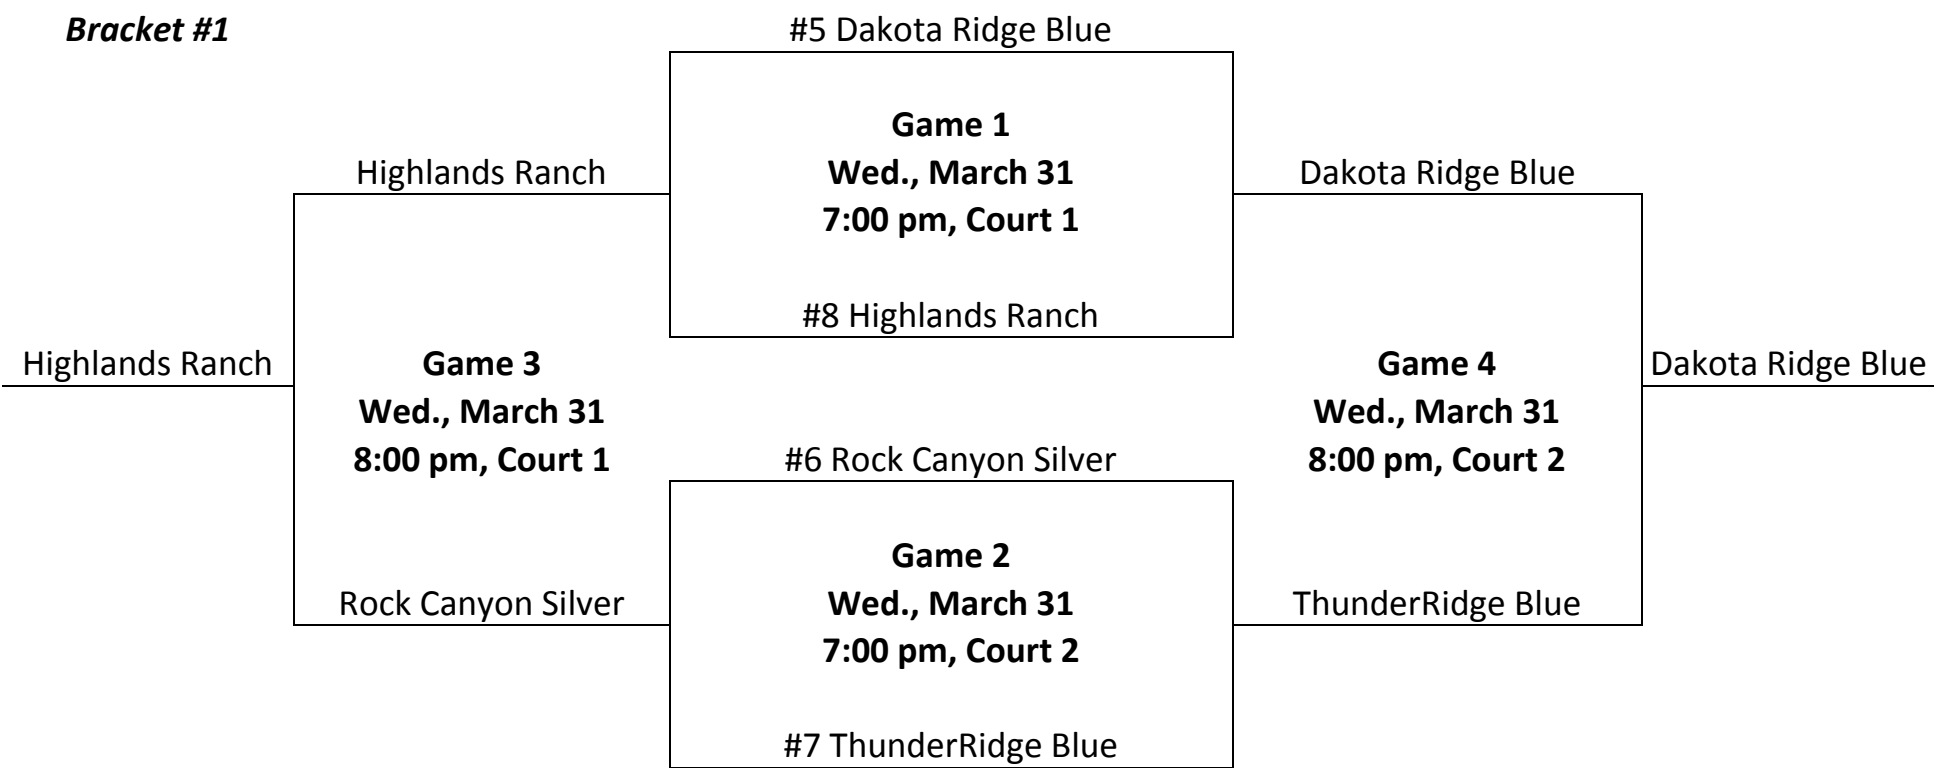 Bracket #1
#5 Dakota Ridge Blue
Game 1
Wed., March 31
7:00 pm, Court 1
Highlands Ranch
Dakota Ridge Blue
#8 Highlands Ranch
Highlands Ranch
Game 3
Wed., March 31
8:00 pm, Court 1
Game 4
Wed., March 31
8:00 pm, Court 2
Dakota Ridge Blue
#6 Rock Canyon Silver
Game 2
Wed., March 31
7:00 pm, Court 2
Rock Canyon Silver
ThunderRidge Blue
#7 ThunderRidge Blue